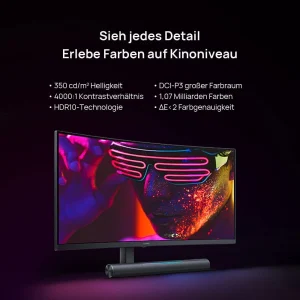 Sieh jedes Detail
Erlebe Farben auf Kinoniveau
• 350 cd/m² Helligkeit
• 4000:1 Kontrastverhältnis
• HDR10-Technologie
• DCI-P3 großer Farbraum
• 1,07 Milliarden Farben
• ΔE<2 Farbgenauigkeit